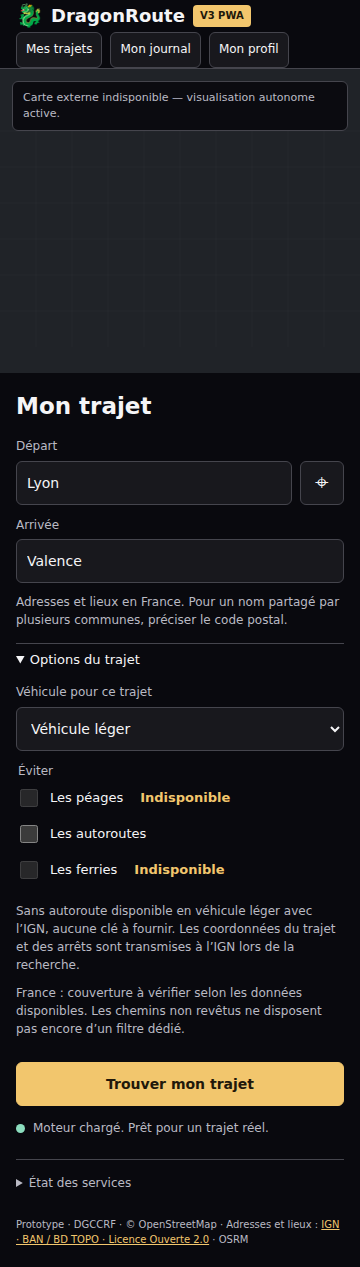 DragonRoute V3 PWA
Mes trajets Mon journal Mon profil
Carte externe indisponible — visualisation autonome
active.
Mon trajet
Départ
Lyon
Arrivée
Valence
Adresses et lieux en France. Pour un nom partagé par
plusieurs communes, préciser le code postal.
Options du trajet
Véhicule pour ce trajet
Véhicule léger
Éviter
Les péages Indisponible
Les autoroutes
Les ferries Indisponible
Sans autoroute disponible en véhicule léger avec
l’IGN, aucune clé à fournir. Les coordonnées du trajet
et des arrêts sont transmises à l’IGN lors de la
recherche.
France : couverture à vérifier selon les données
disponibles. Les chemins non revêtus ne disposent
pas encore d’un filtre dédié.
Trouver mon trajet
Moteur chargé. Prêt pour un trajet réel.
État des services
Prototype · DGCCRF · © OpenStreetMap · Adresses et lieux : IGN
· BAN / BD TOPO · Licence Ouverte 2.0 · OSRM